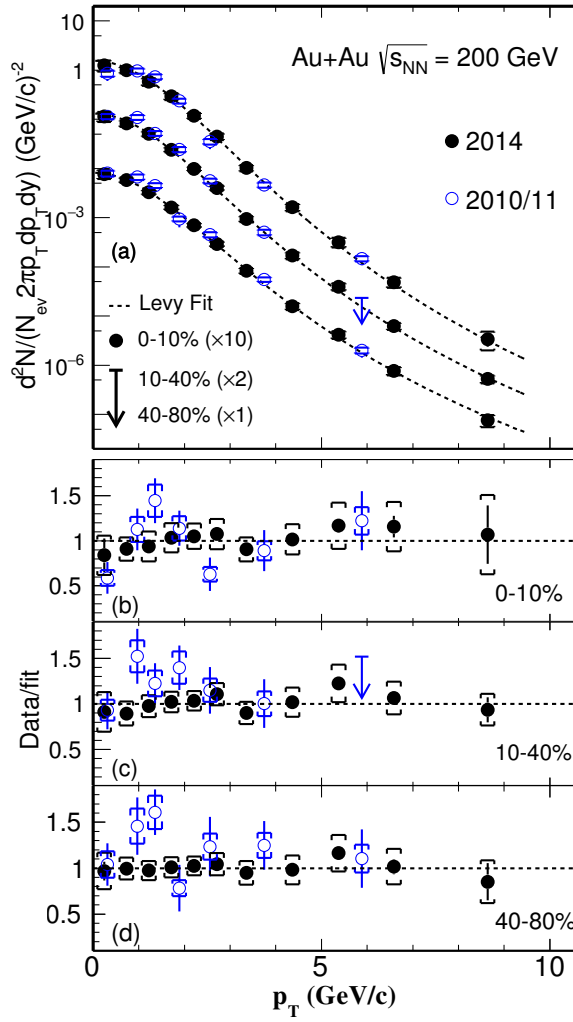 10
1
10⁻³
10⁻⁶
d²N/(N_ev 2πp_T dp_T dy) (GeV/c)⁻²
Au+Au √s_NN = 200 GeV
2014
2010/11
(a)
Levy Fit
0-10% (×10)
10-40% (×2)
40-80% (×1)
1.5
1
0.5
(b)
0-10%
Data/fit
1.5
1
0.5
(c)
10-40%
1.5
1
0.5
(d)
40-80%
0 5 10
p_T (GeV/c)